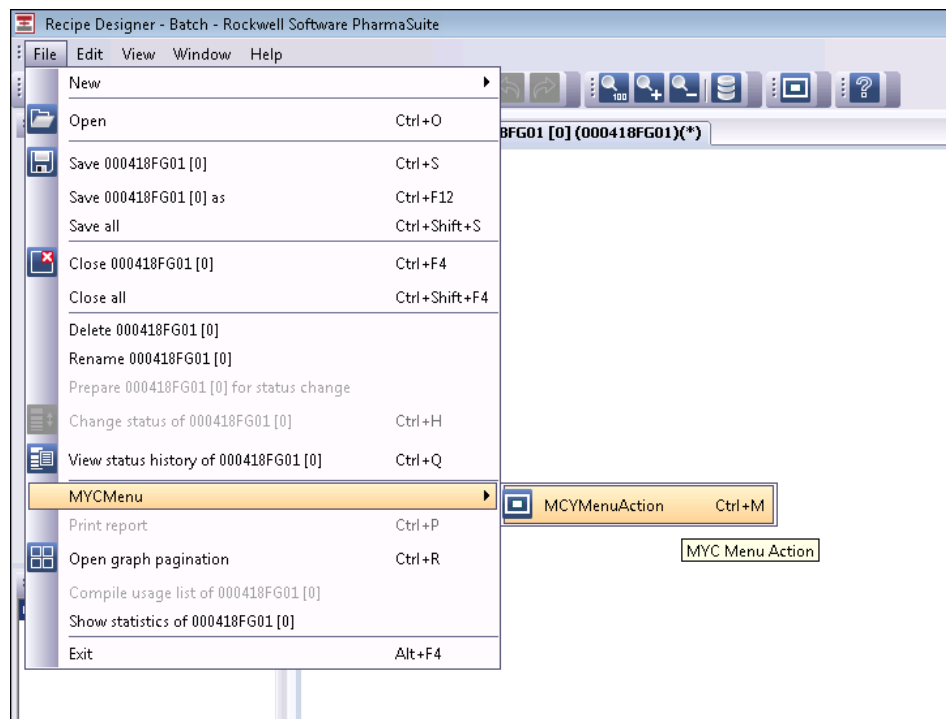 Recipe Designer - Batch - Rockwell Software PharmaSuite
File Edit View Window Help
100
New
Open Ctrl+O
BFG01 [0] (000418FG01)(*)
Save 000418FG01 [0] Ctrl+S
Save 000418FG01 [0] as Ctrl+F12
Save all Ctrl+Shift+S
Close 000418FG01 [0] Ctrl+F4
Close all Ctrl+Shift+F4
Delete 000418FG01 [0]
Rename 000418FG01 [0]
Prepare 000418FG01 [0] for status change
Change status of 000418FG01 [0] Ctrl+H
View status history of 000418FG01 [0] Ctrl+Q
MYCMenu
MCYMenuAction Ctrl+M
Print report Ctrl+P
MYC Menu Action
Open graph pagination Ctrl+R
Compile usage list of 000418FG01 [0]
Show statistics of 000418FG01 [0]
Exit Alt+F4